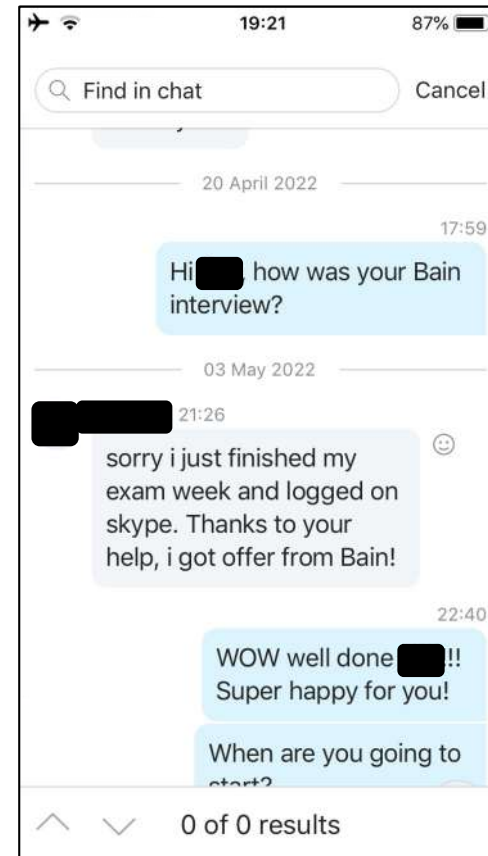 19:21
87%
Find in chat
Cancel
20 April 2022
17:59
Hi , how was your Bain
interview?
03 May 2022
21:26
sorry i just finished my
exam week and logged on
skype. Thanks to your
help, i got offer from Bain!
22:40
WOW well done !!!
Super happy for you!
When are you going to
start?
0 of 0 results